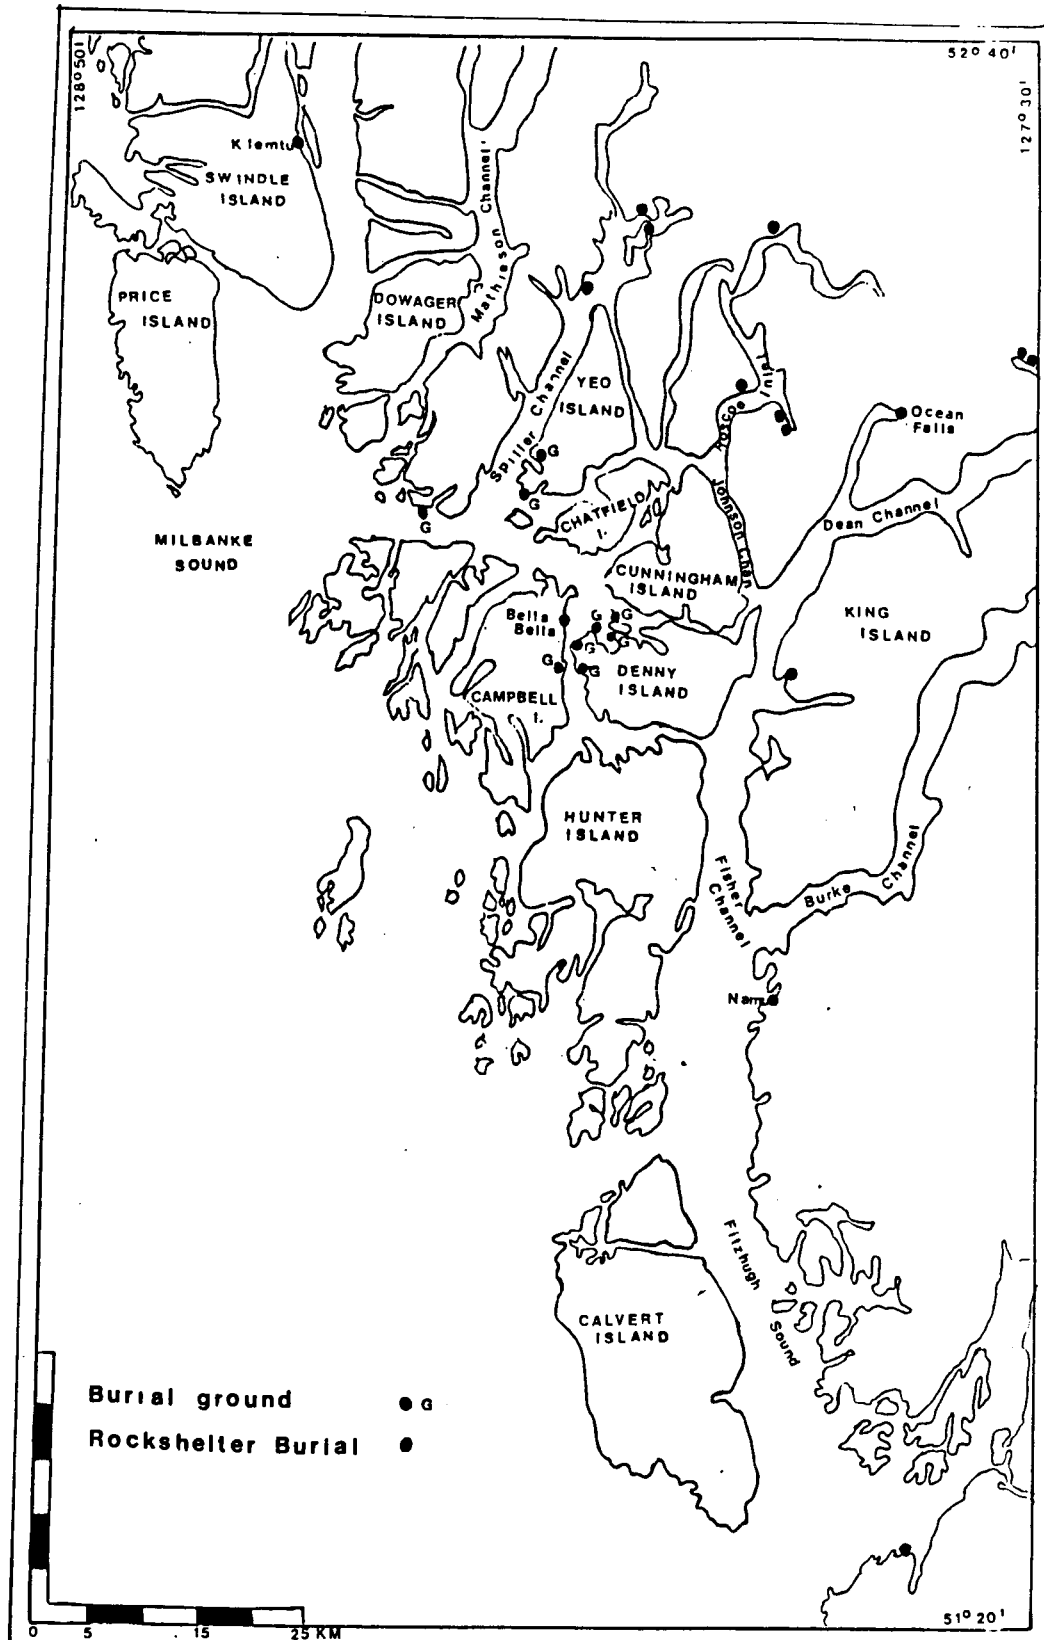 128°50'
52° 40'
127° 30'
Klemtu
SWINDLE
ISLAND
PRICE
ISLAND
DOWAGER
ISLAND
Mathieson Channel
Spiller Channel
YEO
ISLAND
Roscoe Inlet
Ocean
Falls
G
G
G
CHATFIELD
I.
Johnson Chan
Dean Channel
MILBANKE
SOUND
CUNNINGHAM
ISLAND
KING
ISLAND
Bella
Bella
G
G
G
G
G
G
DENNY
ISLAND
CAMPBELL
I.
HUNTER
ISLAND
Fisher
Channel
Burke Channel
Namu
Fitzhugh
Sound
CALVERT
ISLAND
Burial ground
G
Rockshelter Burial
0 5 15 25 KM
51° 20'